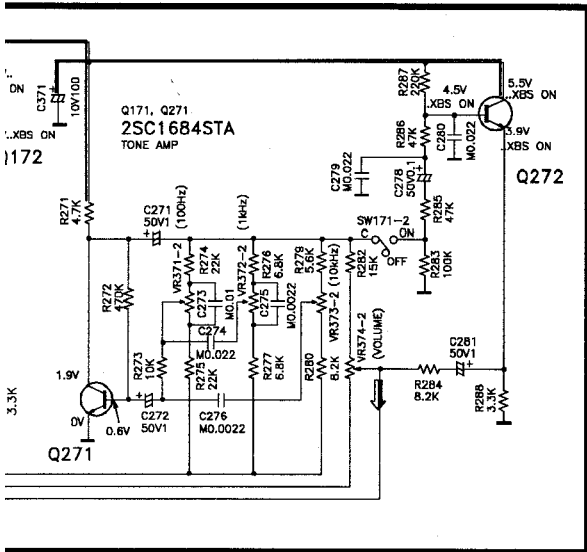 ..
ON
C371
10V10D
..XBS ON
Q172
Q171, Q271
2SC1684STA
TONE AMP
R287
220K
4.5V
..XBS ON
5.5V
..XBS ON
3.9V
..XBS ON
Q272
R286
47K
C280
M0.022
C279
M0.022
C278
50V0.1
R285
47K
R271
4.7K
C271
50V1
(100Hz)
(1kHz)
SW171-2
C
ON
OFF
R283
100K
R272
470K
VR371-2
R274
22K
C273
M0.01
VR372-2
R276
6.8K
C275
M0.0022
R279
5.6K
VR373-2 (10kHz)
R282
15K
VR374-2
(VOLUME)
C274
M0.022
R273
10K
R275
22K
R277
6.8K
R280
8.2K
C281
50V1
R284
8.2K
R288
3.3K
1.9V
0V
0.6V
C272
50V1
C276
M0.0022
Q271
3.3K